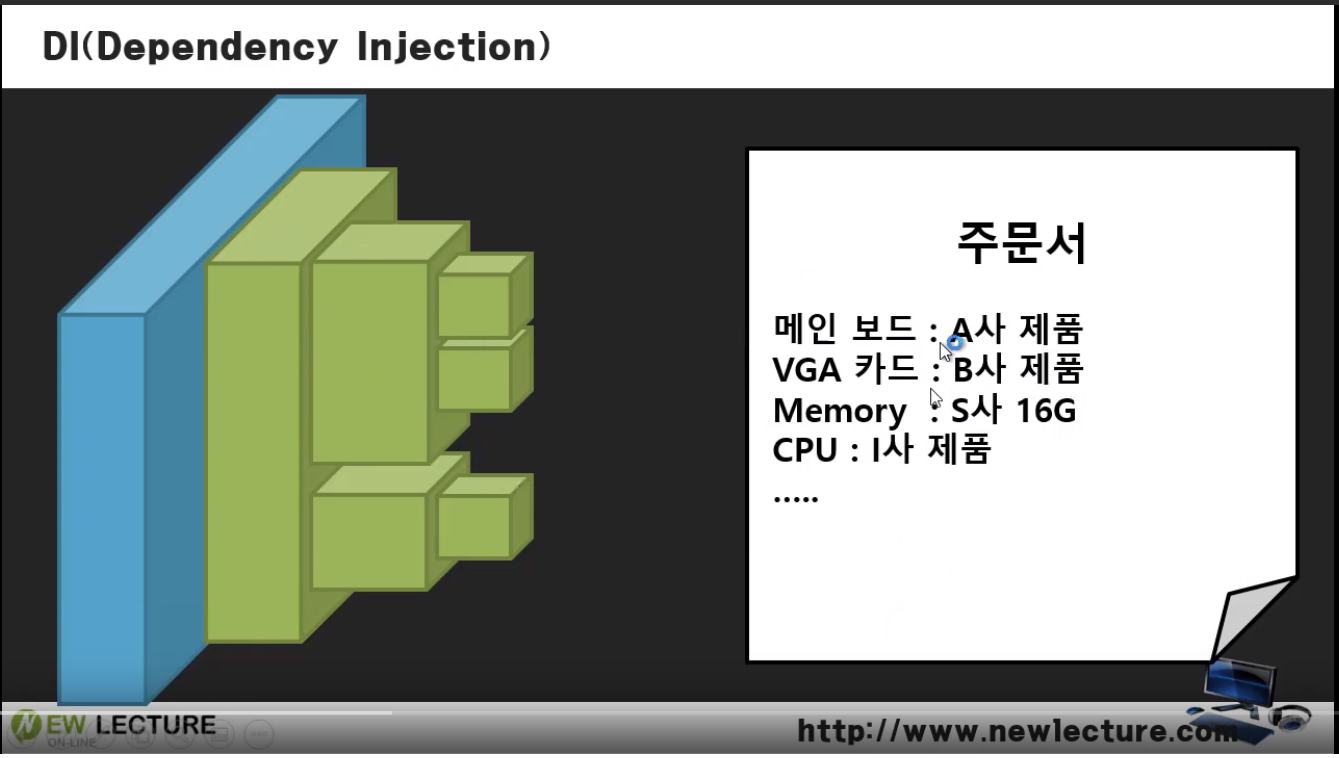 DI(Dependency Injection)
주문서
메인 보드 : A사 제품
VGA 카드 : B사 제품
Memory : S사 16G
CPU : I사 제품
.....
NEW LECTURE
ON-LINE
http://www.newlecture.com